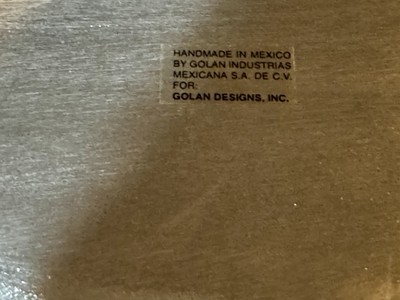 HANDMADE IN MEXICO
BY GOLAN INDUSTRIAS
MEXICANA S.A. DE C.V.
FOR:
GOLAN DESIGNS, INC.